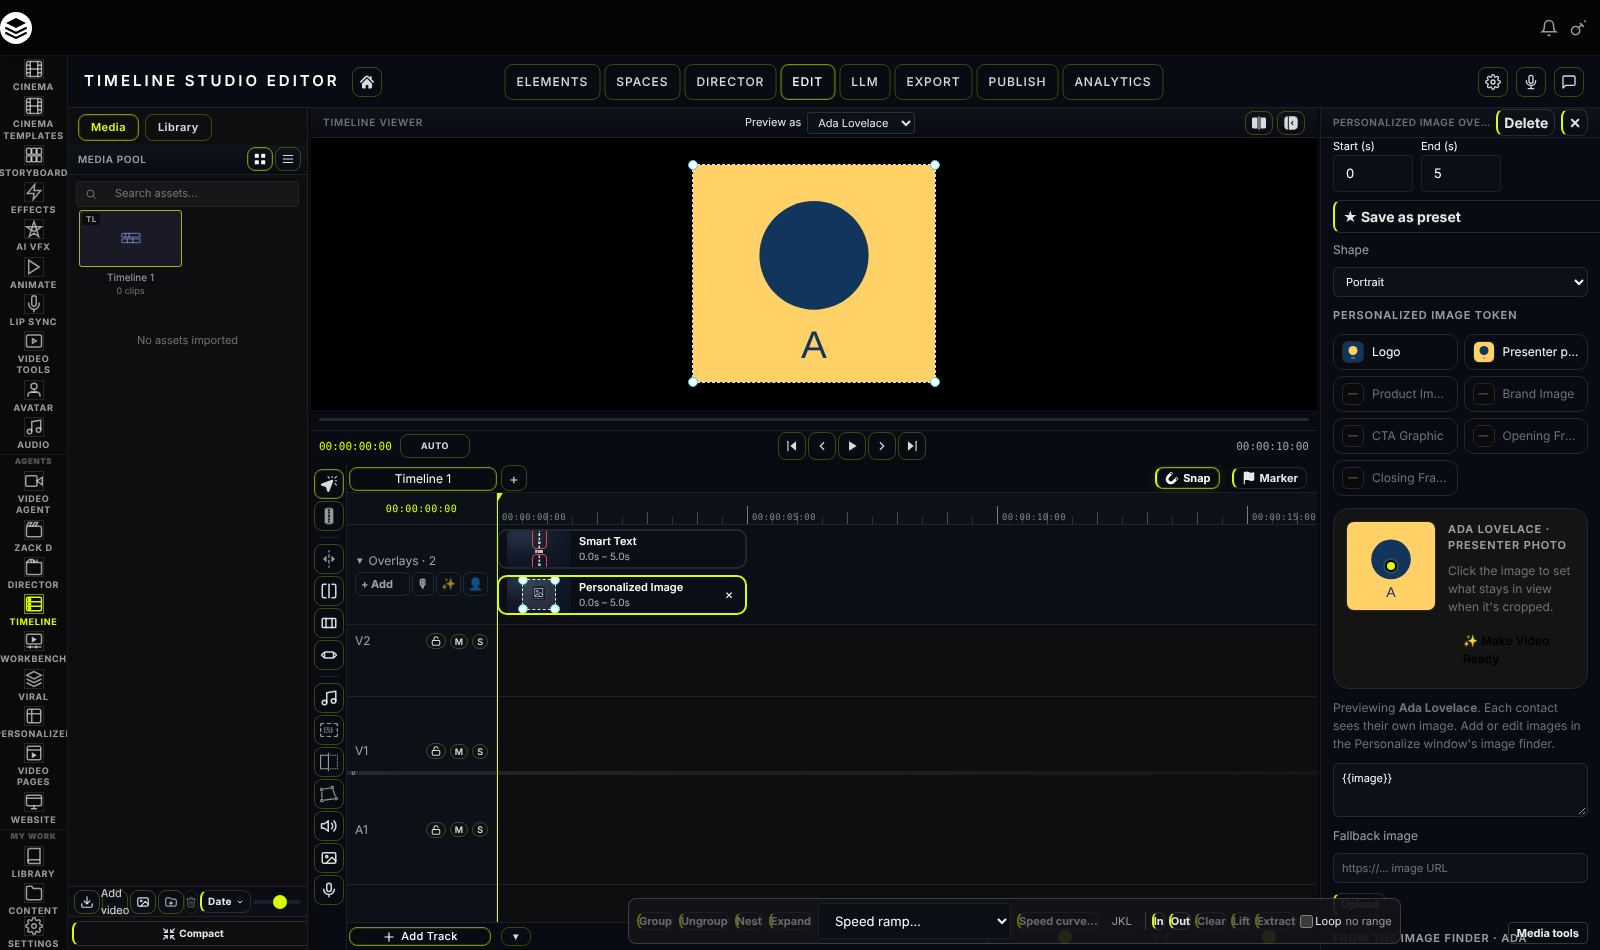 TIMELINE STUDIO EDITOR
ELEMENTS
SPACES
DIRECTOR
EDIT
LLM
EXPORT
PUBLISH
ANALYTICS
CINEMA
CINEMA
TEMPLATES
STORYBOARD
EFFECTS
AI VFX
ANIMATE
LIP SYNC
VIDEO
TOOLS
AVATAR
AUDIO
AGENTS
VIDEO
AGENT
ZACK D
DIRECTOR
TIMELINE
WORKBENCH
VIRAL
PERSONALIZE
VIDEO
PAGES
WEBSITE
MY WORK
LIBRARY
CONTENT
SETTINGS
Media
Library
MEDIA POOL
Search assets...
TL
Timeline 1
0 clips
No assets imported
Add
video
Date
Compact
TIMELINE VIEWER
Preview as
Ada Lovelace
A
00:00:00:00
AUTO
00:00:10:00
Timeline 1
+
Snap
Marker
00:00:00:00
00:00:00:00
00:00:05:00
00:00:10:00
00:00:15:00
Overlays · 2
+ Add
Smart Text
0.0s – 5.0s
Personalized Image
0.0s – 5.0s
×
V2
M
S
V1
M
S
A1
M
S
+ Add Track
Group
Ungroup
Nest
Expand
Speed ramp...
Speed curve...
JKL
In
Out
Clear
Lift
Extract
Loop
no range
PERSONALIZED IMAGE OVE...
Delete
×
Start (s)
End (s)
0
5
★ Save as preset
Shape
Portrait
PERSONALIZED IMAGE TOKEN
Logo
Presenter p...
Product Im...
Brand Image
CTA Graphic
Opening Fr...
Closing Fra...
A
ADA LOVELACE ·
PRESENTER PHOTO
Click the image to set
what stays in view
when it's cropped.
✨ Make Video
Ready
Previewing Ada Lovelace. Each contact
sees their own image. Add or edit images in
the Personalize window's image finder.
{{image}}
Fallback image
https://... image URL
Upload
FROM THE IMAGE FINDER · ADA
Media tools